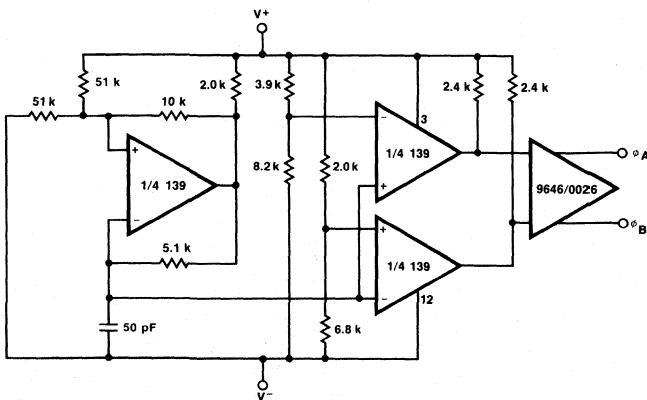 V+
51 k
51 k
10 k
2.0 k
3.9 k
2.4 k
2.4 k
3
−
1/4 139
+
+
1/4 139
−
8.2 k
2.0 k
9646/0026
ϕA
ϕB
5.1 k
+
1/4 139
−
12
50 pF
6.8 k
V−